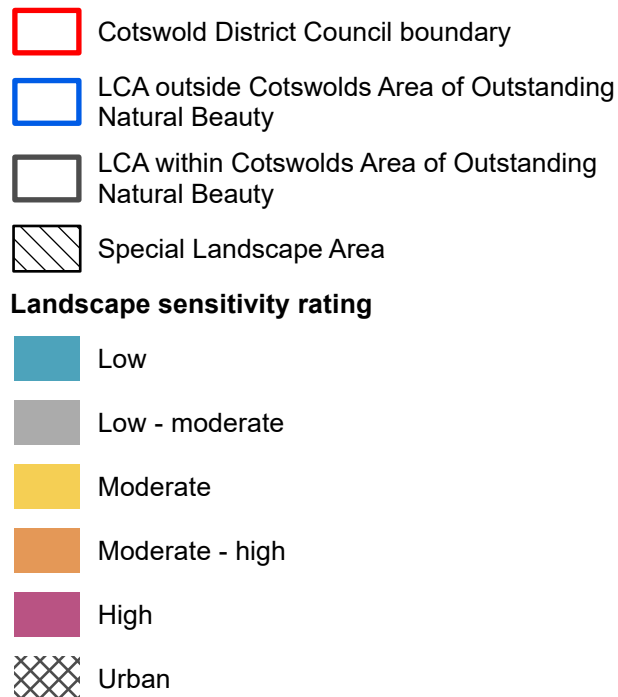 Cotswold District Council boundary
LCA outside Cotswolds Area of Outstanding
Natural Beauty
LCA within Cotswolds Area of Outstanding
Natural Beauty
Special Landscape Area
Landscape sensitivity rating
Low
Low - moderate
Moderate
Moderate - high
High
Urban